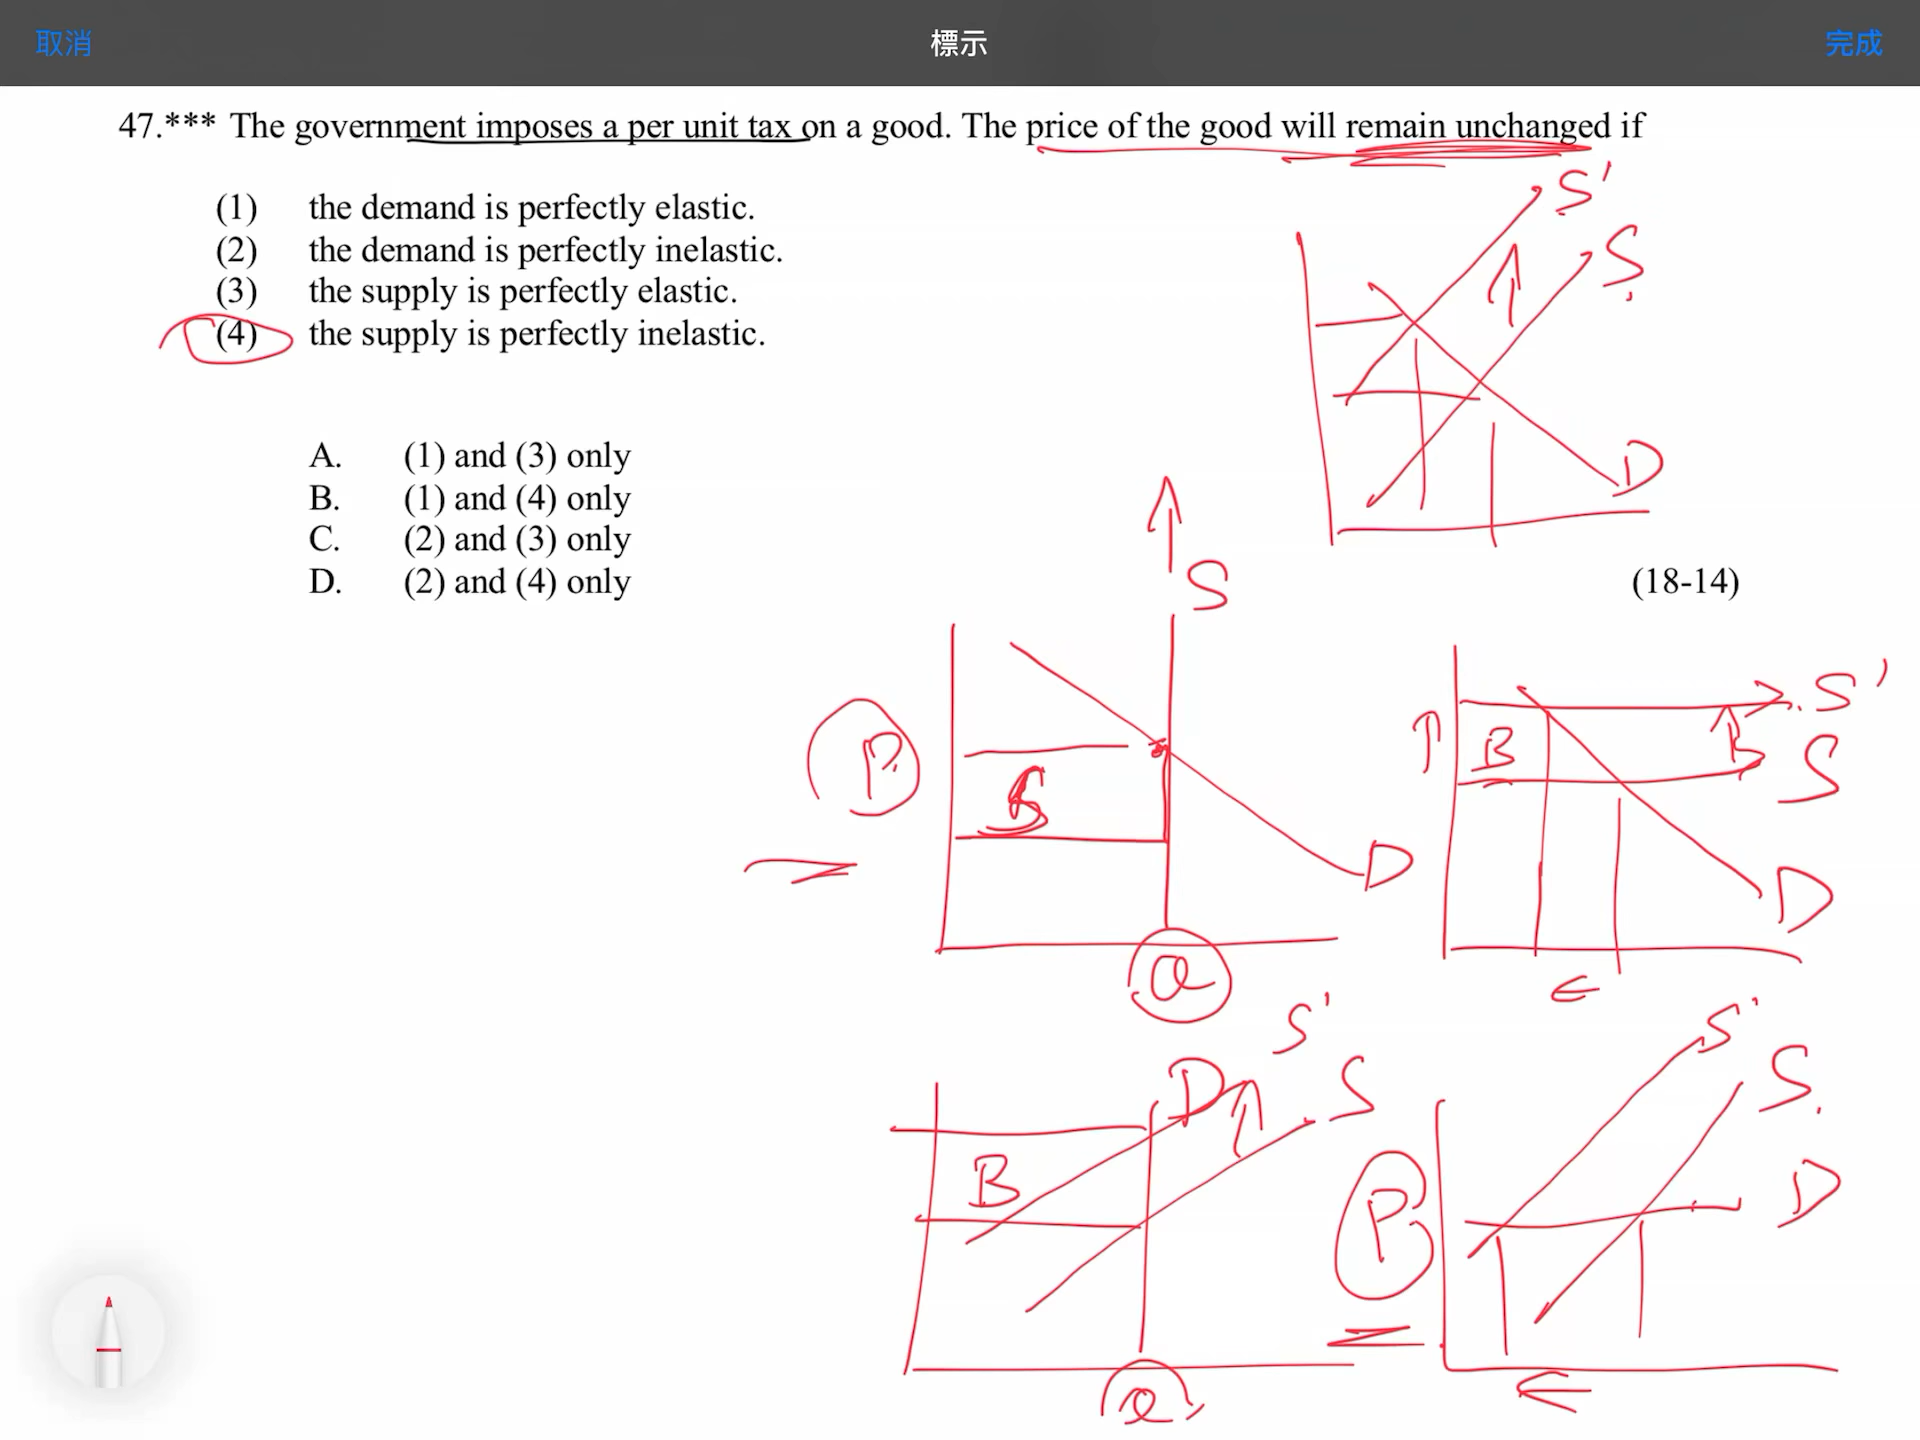 取消
標示
完成
47.*** The government imposes a per unit tax on a good. The price of the good will remain unchanged if
(1) the demand is perfectly elastic.
(2) the demand is perfectly inelastic.
(3) the supply is perfectly elastic.
(4) the supply is perfectly inelastic.
A. (1) and (3) only
B. (1) and (4) only
C. (2) and (3) only
D. (2) and (4) only
(18-14)
S'
S
D
S
P
D
Q
S'
B
S
D
S'
D
S
B
Q
S'
S
D
P